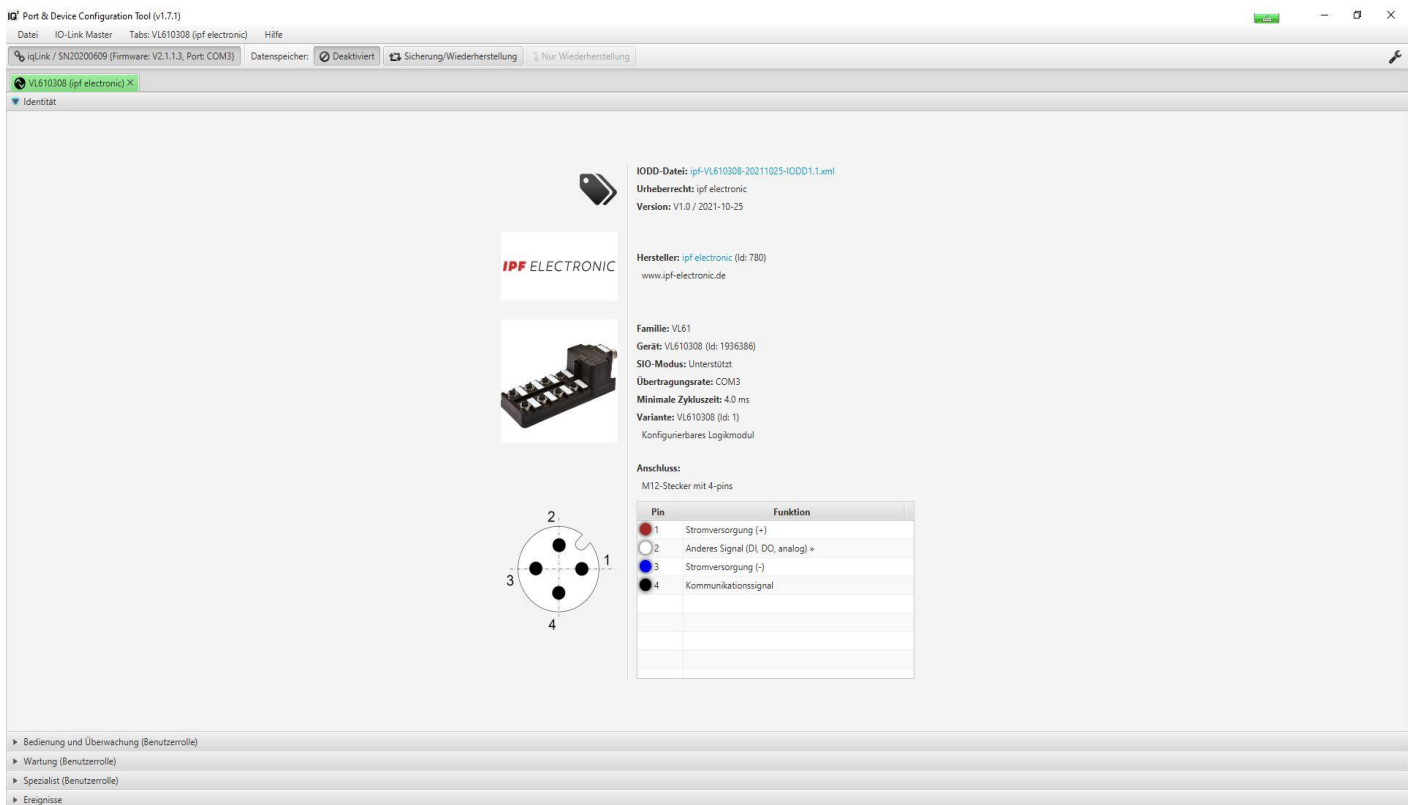 IQ² Port & Device Configuration Tool (v1.7.1)
Datei IO-Link Master Tabs: VL610308 (ipf electronic) Hilfe
iqLink / SN20200609 (Firmware: V2.1.1.3, Port: COM3) Datenspeicher: Deaktiviert Sicherung/Wiederherstellung Nur Wiederherstellung
VL610308 (ipf electronic)
Identität
IODD-Datei: ipf-VL610308-20211025-IODD1.1.xml
Urheberrecht: ipf electronic
Version: V1.0 / 2021-10-25
IPF ELECTRONIC
Hersteller: ipf electronic (Id: 780)
www.ipf-electronic.de
Familie: VL61
Gerät: VL610308 (Id: 1936386)
SIO-Modus: Unterstützt
Übertragungsrate: COM3
Minimale Zykluszeit: 4.0 ms
Variante: VL610308 (Id: 1)
Konfigurierbares Logikmodul
Anschluss:
M12-Stecker mit 4-pins
Pin Funktion
1 Stromversorgung (+)
2 Anderes Signal (DI, DO, analog) »
3 Stromversorgung (-)
4 Kommunikationssignal
2
1
3
4
Bedienung und Überwachung (Benutzerrolle)
Wartung (Benutzerrolle)
Spezialist (Benutzerrolle)
Ereignisse